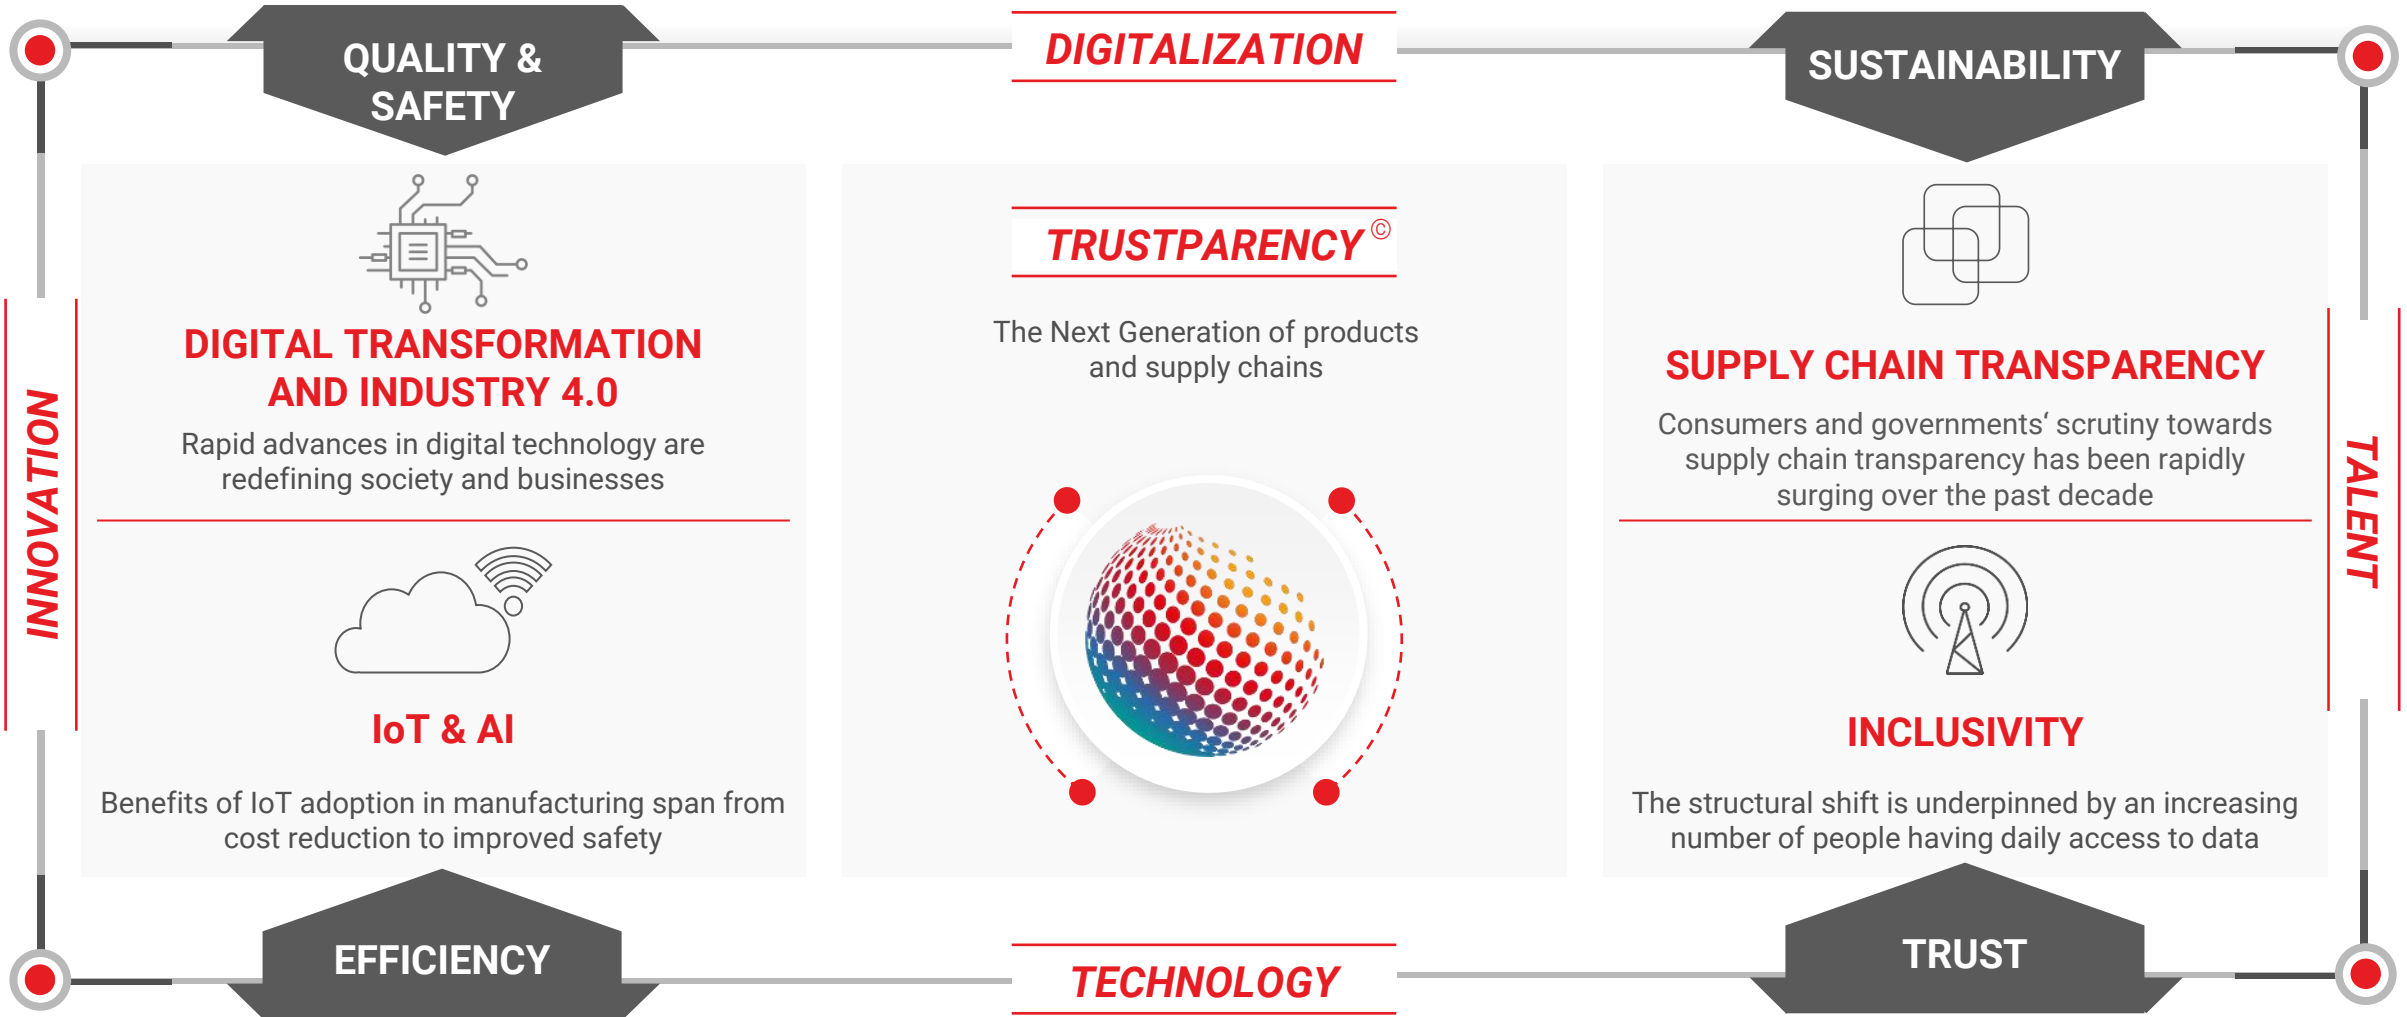 QUALITY &
SAFETY
DIGITALIZATION
SUSTAINABILITY
INNOVATION
DIGITAL TRANSFORMATION
AND INDUSTRY 4.0
Rapid advances in digital technology are
redefining society and businesses
IoT & AI
Benefits of IoT adoption in manufacturing span from
cost reduction to improved safety
TRUSTPARENCY ©
The Next Generation of products
and supply chains
SUPPLY CHAIN TRANSPARENCY
Consumers and governments‘ scrutiny towards
supply chain transparency has been rapidly
surging over the past decade
INCLUSIVITY
The structural shift is underpinned by an increasing
number of people having daily access to data
TALENT
EFFICIENCY
TECHNOLOGY
TRUST